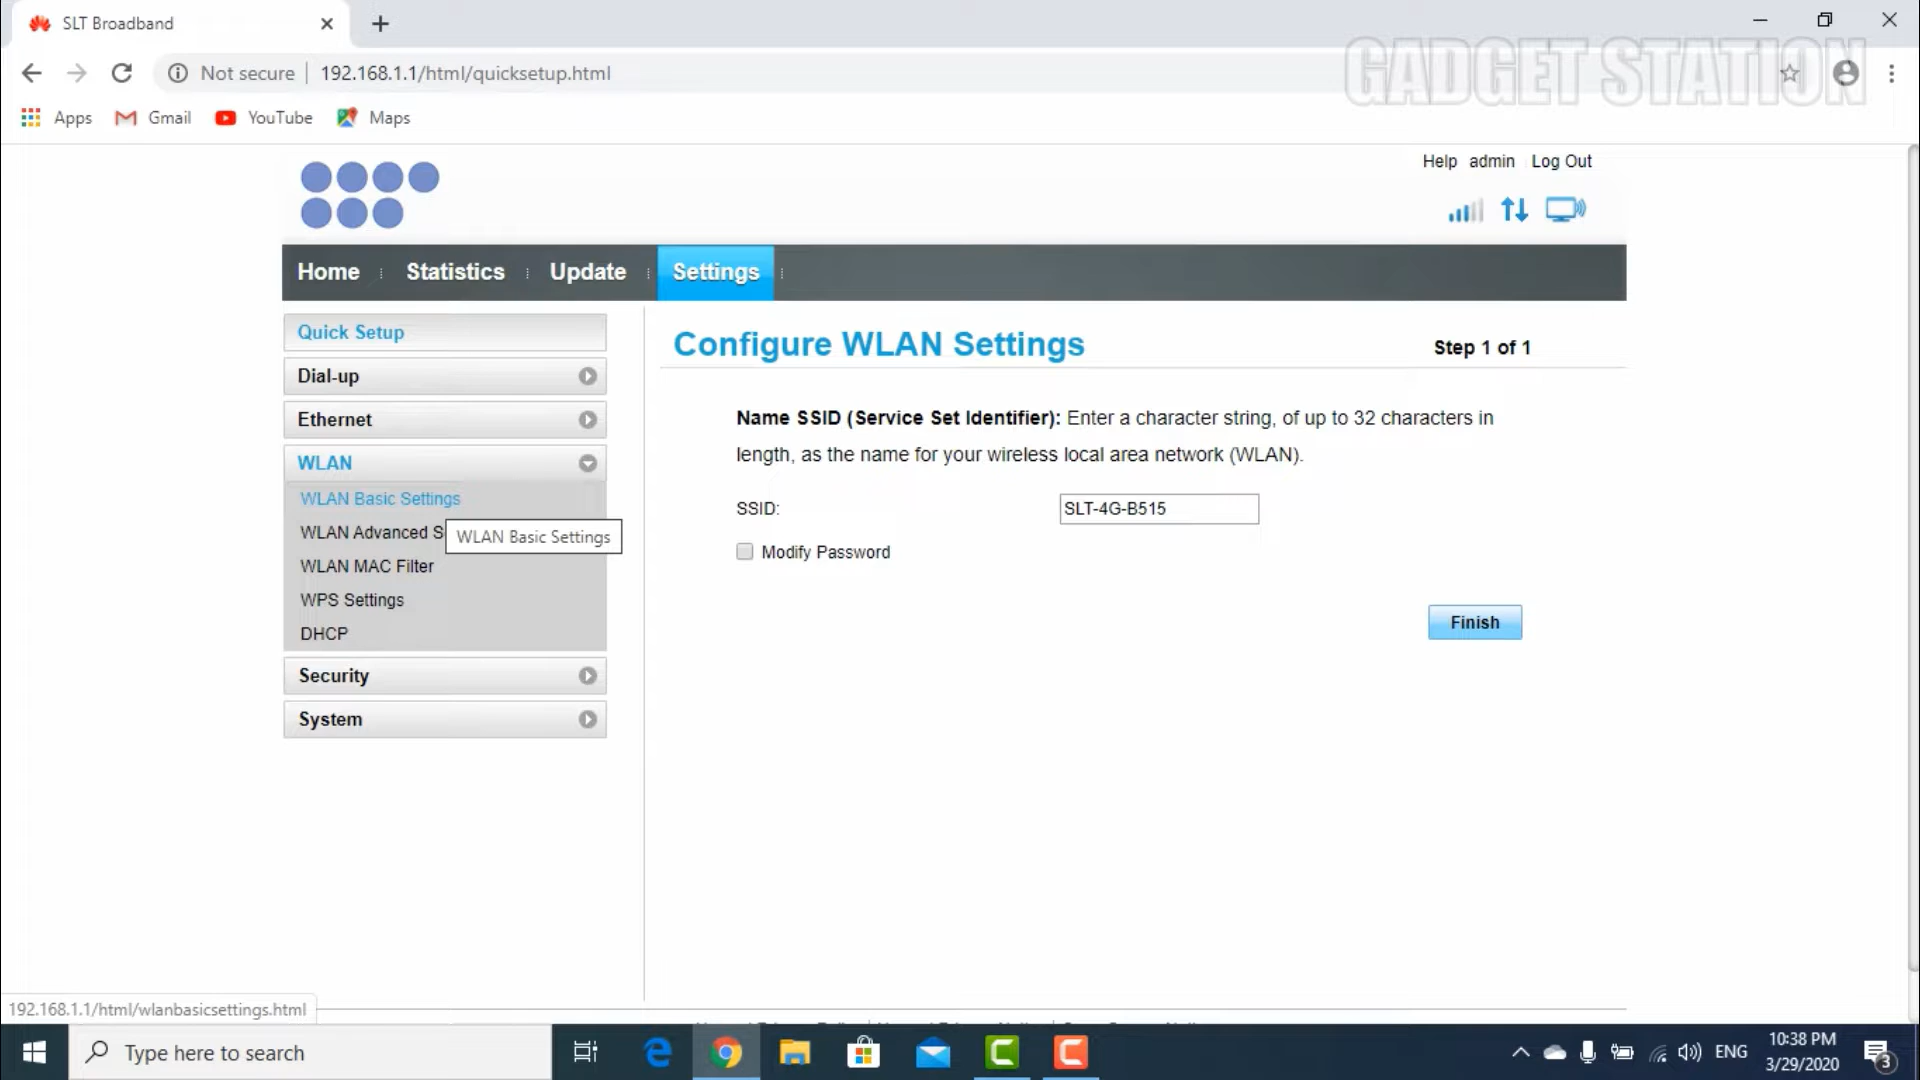 SLT Broadband
Not secure
192.168.1.1/html/quicksetup.html
GADGET STATION
Apps
Gmail
YouTube
Maps
Help admin Log Out
Home
Statistics
Update
Settings
Quick Setup
Dial-up
Ethernet
WLAN
WLAN Basic Settings
WLAN Advanced S
WLAN Basic Settings
WLAN MAC Filter
WPS Settings
DHCP
Security
System
Configure WLAN Settings
Step 1 of 1
Name SSID (Service Set Identifier): Enter a character string, of up to 32 characters in
length, as the name for your wireless local area network (WLAN).
SSID:
SLT-4G-B515
Modify Password
Finish
192.168.1.1/html/wlanbasicsettings.html
Type here to search
ENG
10:38 PM
3/29/2020
3